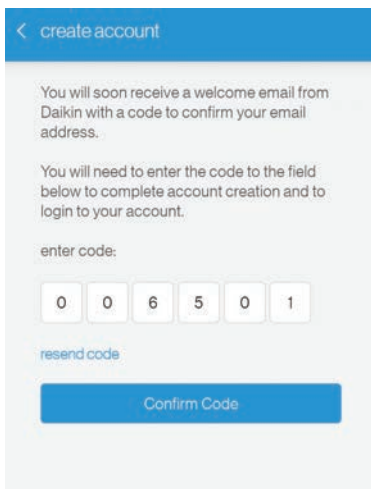 create account
You will soon receive a welcome email from
Daikin with a code to confirm your email
address.
You will need to enter the code to the field
below to complete account creation and to
login to your account.
enter code:
0 0 6 5 0 1
resend code
Confirm Code